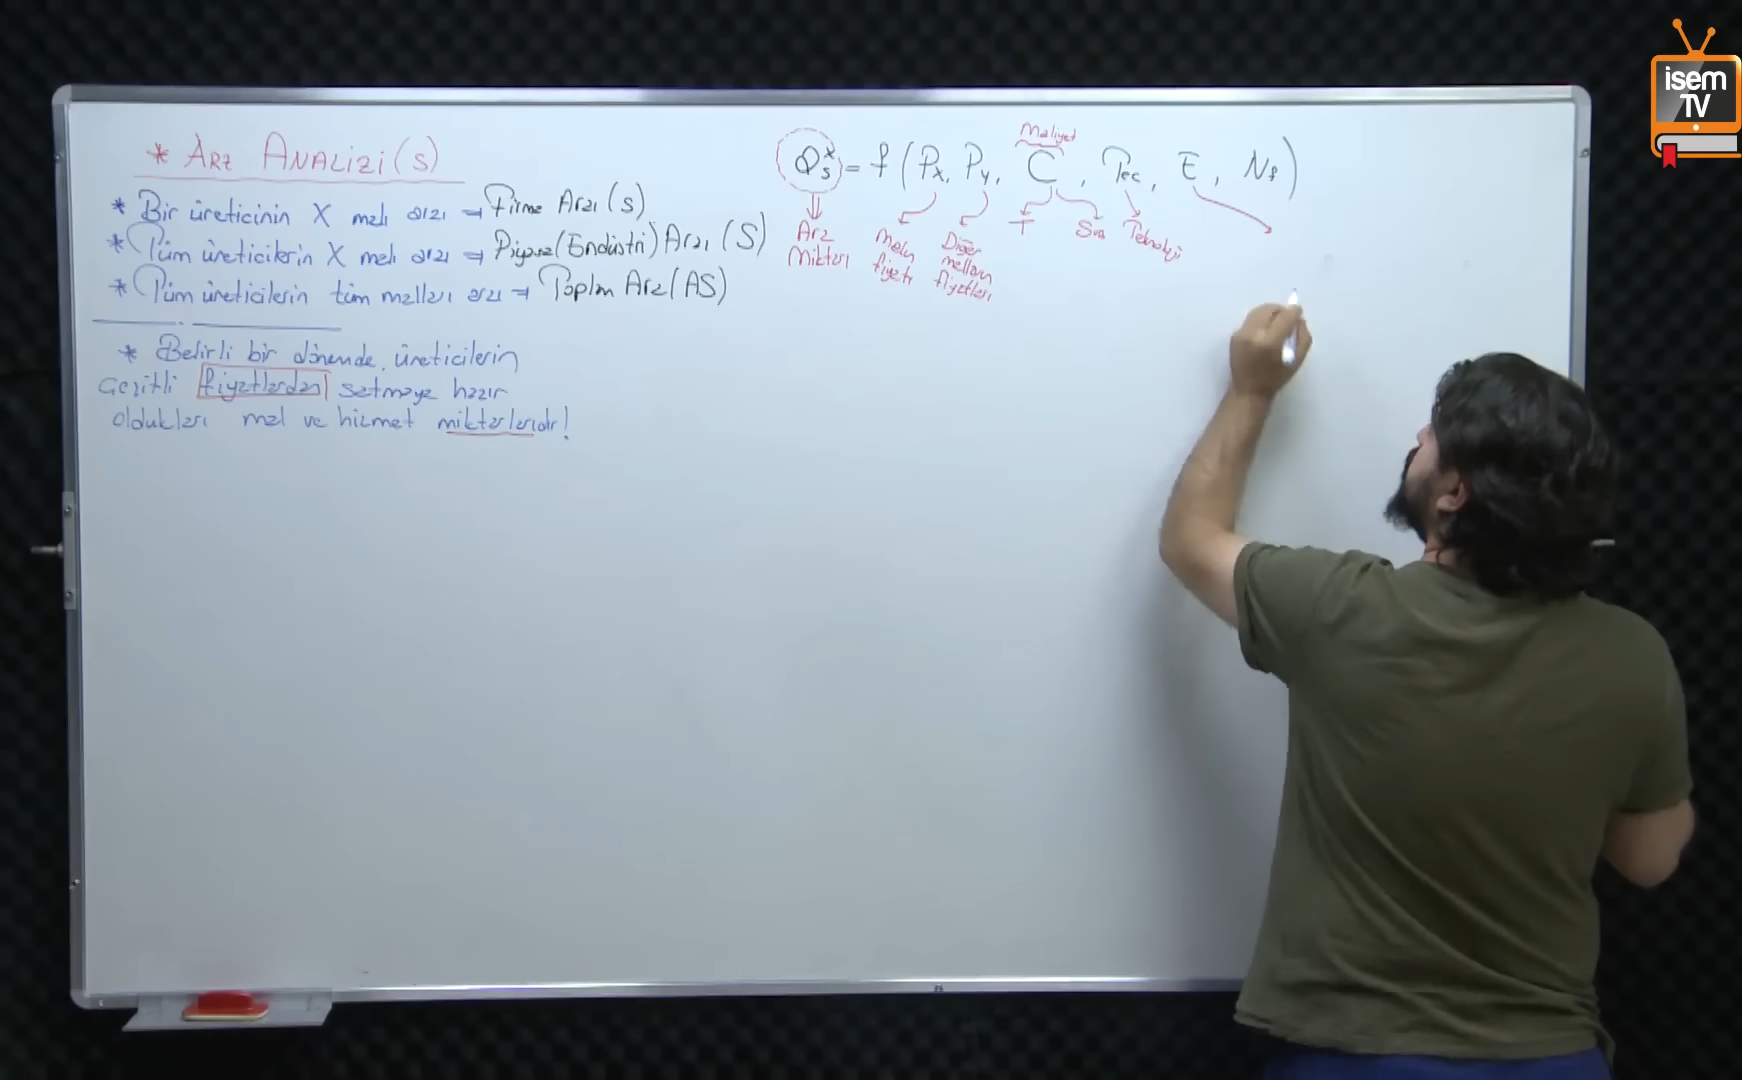 * Arz Analizi (s)
* Bir üreticinin X malı arzı ⇒ Firma Arzı (s)
* Tüm üreticilerin X malı arzı ⇒ Piyasa (Endüstri) Arzı (S)
* Tüm üreticilerin tüm malları arzı ⇒ Toplam Arz (AS)
* Belirli bir dönemde, üreticilerin
çeşitli fiyatlardan satmaya hazır
oldukları mal ve hizmet miktarlarıdır!
Maliyet
Qsx = f (Px, Py, C, Tec, E, Nf)
Arz
Miktarı
Malın
fiyatı
Diğer
malların
fiyatları
T
Sub
Teknoloji
isem
TV